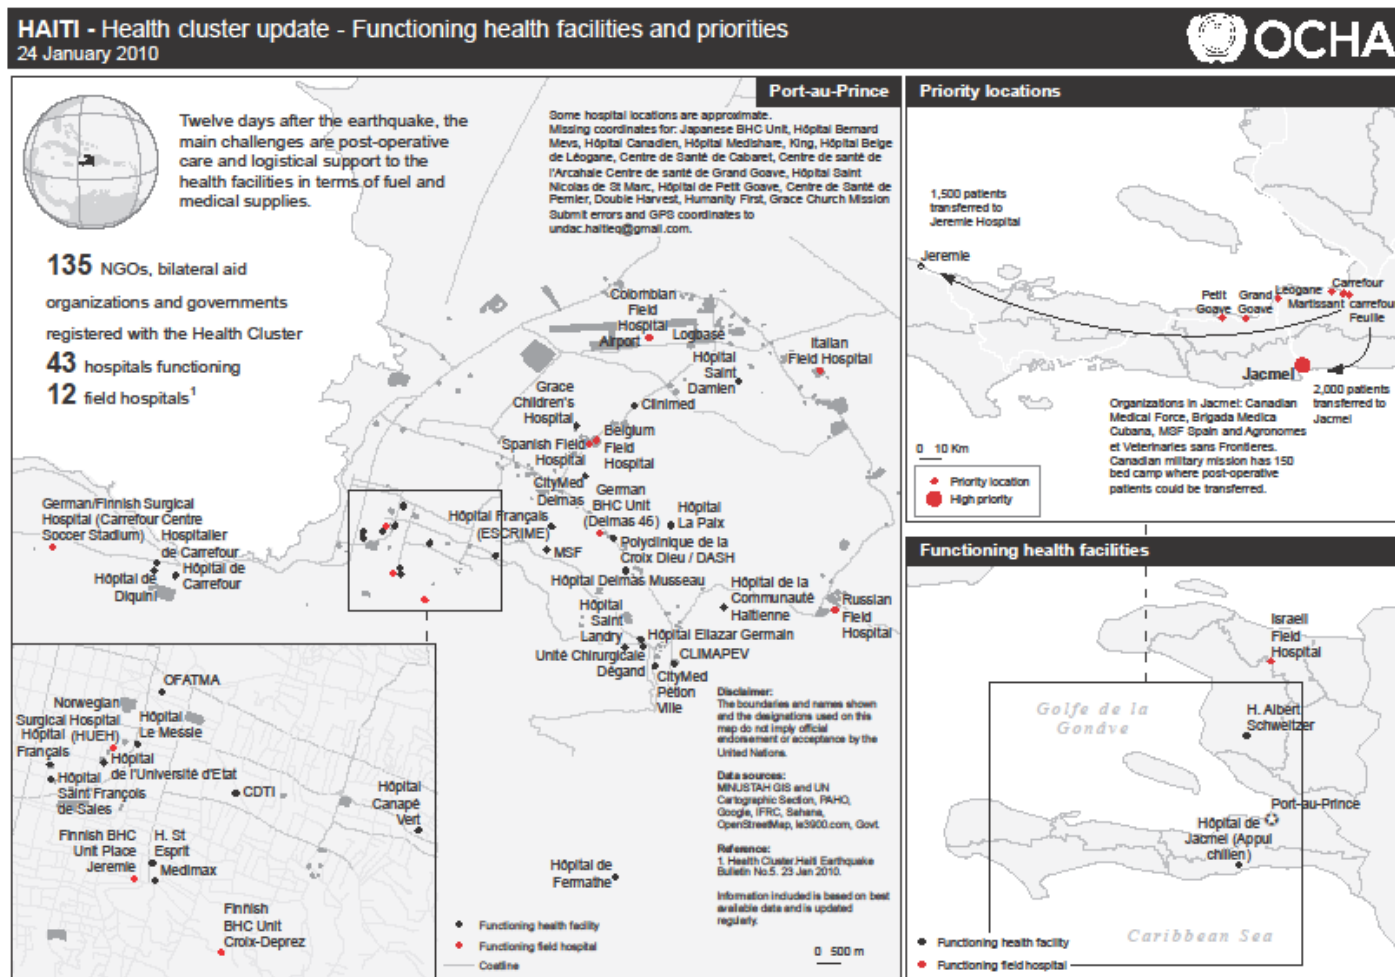 HAITI - Health cluster update - Functioning health facilities and priorities
24 January 2010
OCHA
Port-au-Prince
Twelve days after the earthquake, the
main challenges are post-operative
care and logistical support to the
health facilities in terms of fuel and
medical supplies.
135 NGOs, bilateral aid
organizations and governments
registered with the Health Cluster
43 hospitals functioning
12 field hospitals1
Some hospital locations are approximate.
Missing coordinates for: Japanese BHC Unit, Hôpital Bernard
Mevs, Hôpital Canadien, Hôpital Medishare, King, Hôpital Belge
de Léogane, Centre de Santé de Cabaret, Centre de santé de
l'Arcahaie Centre de santé de Grand Goave, Hôpital Saint
Nicolas de St Marc, Hôpital de Petit Goave, Centre de Santé de
Pernier, Double Harvest, Humanity First, Grace Church Mission
Submit errors and GPS coordinates to
undac.haitieq@gmail.com.
Colombian
Field
Hospital
Airport
Logbase
Hôpital
Saint
Damien
Italian
Field Hospital
Grace
Children's
Hospital
Clinimed
Spanish Field
Hospital
Belgium
Field
Hospital
CityMed
Delmas
German
BHC Unit
(Delmas 46)
Hôpital
La Paix
German/Finnish Surgical
Hospital (Carrefour Centre
Soccer Stadium)
Hospitalier
de Carrefour
Hôpital de
Diquini
Hôpital de
Carrefour
Hôpital Français
(ESCRIME)
MSF
Polyclinique de la
Croix Dieu / DASH
Hôpital Delmas Musseau
Hôpital de la
Communauté
Haïtienne
Russian
Field
Hospital
Hôpital
Saint
Landry
Hôpital Eliazar Germain
Unité Chirurgicale
Dégand
CLIMAPEV
CityMed
Pétion
Ville
OFATMA
Norwegian
Surgical Hospital
(HUEH)
Hôpital
Le Messie
Hôpital
Français
Hôpital
de l'Université d'Etat
Hôpital
Saint François
de Sales
CDTI
Hôpital
Canapé
Vert
Finnish BHC
Unit Place
Jeremie
H. St
Esprit
Medimax
Finnish
BHC Unit
Croix-Deprez
Hôpital de
Fermathe
Functioning health facility
Functioning field hospital
Coatline
Disclaimer:
The boundaries and names shown
and the designations used on this
map do not imply official
endorsement or acceptance by the
United Nations.
Data sources:
MINUSTAH GIS and UN
Cartographic Section, PAHO,
Google, IFRC, Sahana,
OpenStreetMap, ie3900.com, Govt.
Reference:
1. Health Cluster.Haiti Earthquake
Bulletin No.5. 23 Jan 2010.
Information included is based on best
available data and is updated
regularly.
0 500 m
Priority locations
1,500 patients
transferred to
Jeremie Hospital
Jeremie
Petit
Goave
Grand
Goave
Leogane
Carrefour
Martissant
carrefour
Feuille
Jacmel
2,000 patients
transferred to
Jacmel
Organizations in Jacmel: Canadian
Medical Force, Brigada Medica
Cubana, MSF Spain and Agronomes
et Veterinaries sans Frontieres.
Canadian military mission has 150
bed camp where post-operative
patients could be transferred.
0 10 Km
Priority location
High priority
Functioning health facilities
Israeli
Field
Hospital
Golfe de la
Gonâve
H. Albert
Schweitzer
Port-au-Prince
Hôpital de
Jacmel (Appui
chilien)
Caribbean Sea
Functioning health facility
Functioning field hospital